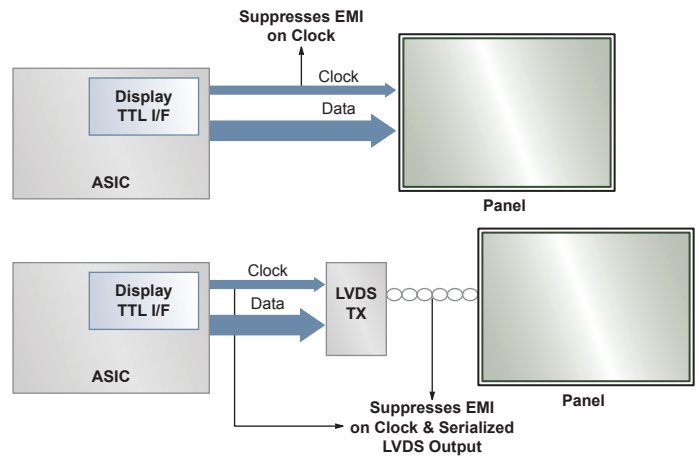 Suppresses EMI
on Clock
Clock
Display
TTL I/F
Data
ASIC
Panel
Clock
Display
TTL I/F
Data
LVDS
TX
ASIC
Panel
Suppresses EMI
on Clock & Serialized
LVDS Output